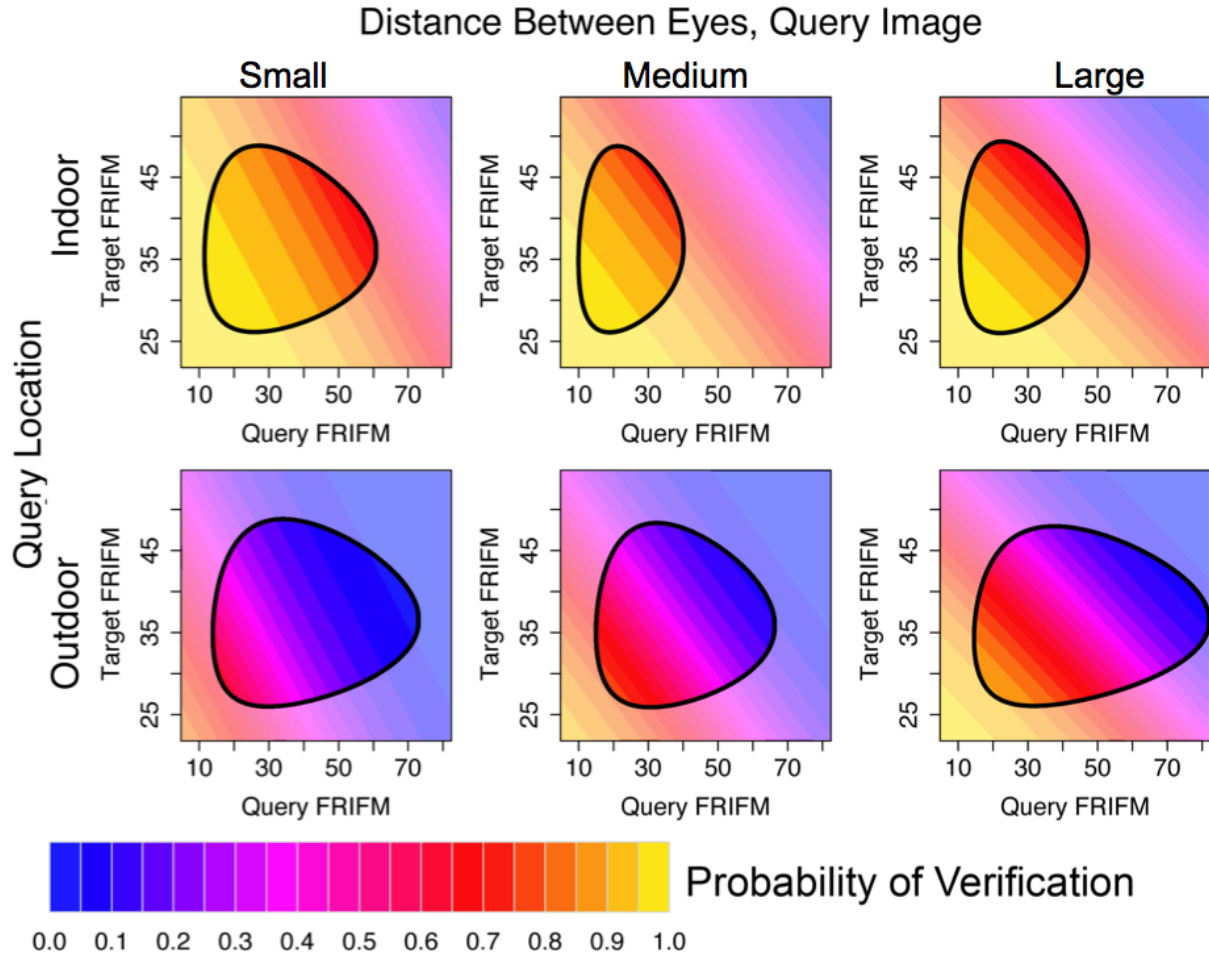 Distance Between Eyes, Query Image
Small Medium Large
Query Location
Indoor
Target FRIFM Target FRIFM Target FRIFM
45 45 45
35 35 35
25 25 25
10 30 50 70 10 30 50 70 10 30 50 70
Query FRIFM Query FRIFM Query FRIFM
Outdoor
Target FRIFM Target FRIFM Target FRIFM
45 45 45
35 35 35
25 25 25
10 30 50 70 10 30 50 70 10 30 50 70
Query FRIFM Query FRIFM Query FRIFM
Probability of Verification
0.0 0.1 0.2 0.3 0.4 0.5 0.6 0.7 0.8 0.9 1.0